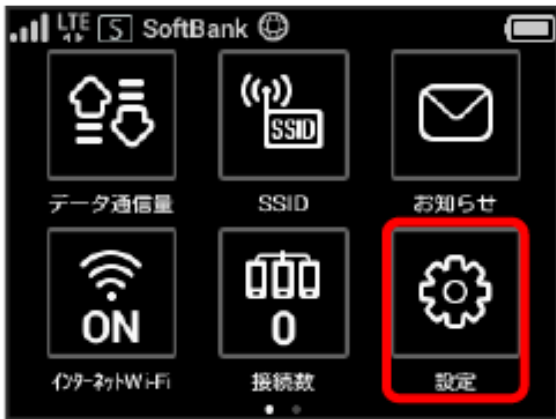 LTE S SoftBank
SSID
データ通信量 SSID お知らせ
ON 0
インターネットWi-Fi 接続数 設定